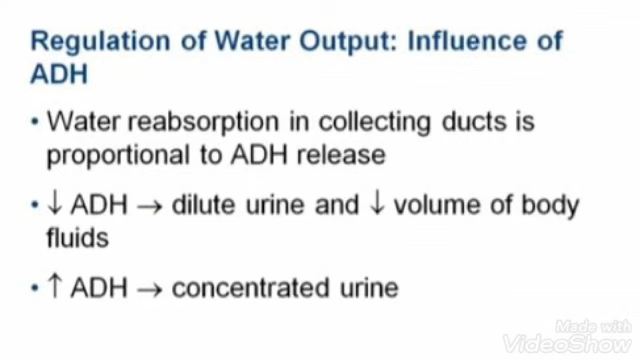 Regulation of Water Output: Influence of
ADH
• Water reabsorption in collecting ducts is
proportional to ADH release
• ↓ ADH → dilute urine and ↓ volume of body
fluids
• ↑ ADH → concentrated urine
Made with
VideoShow